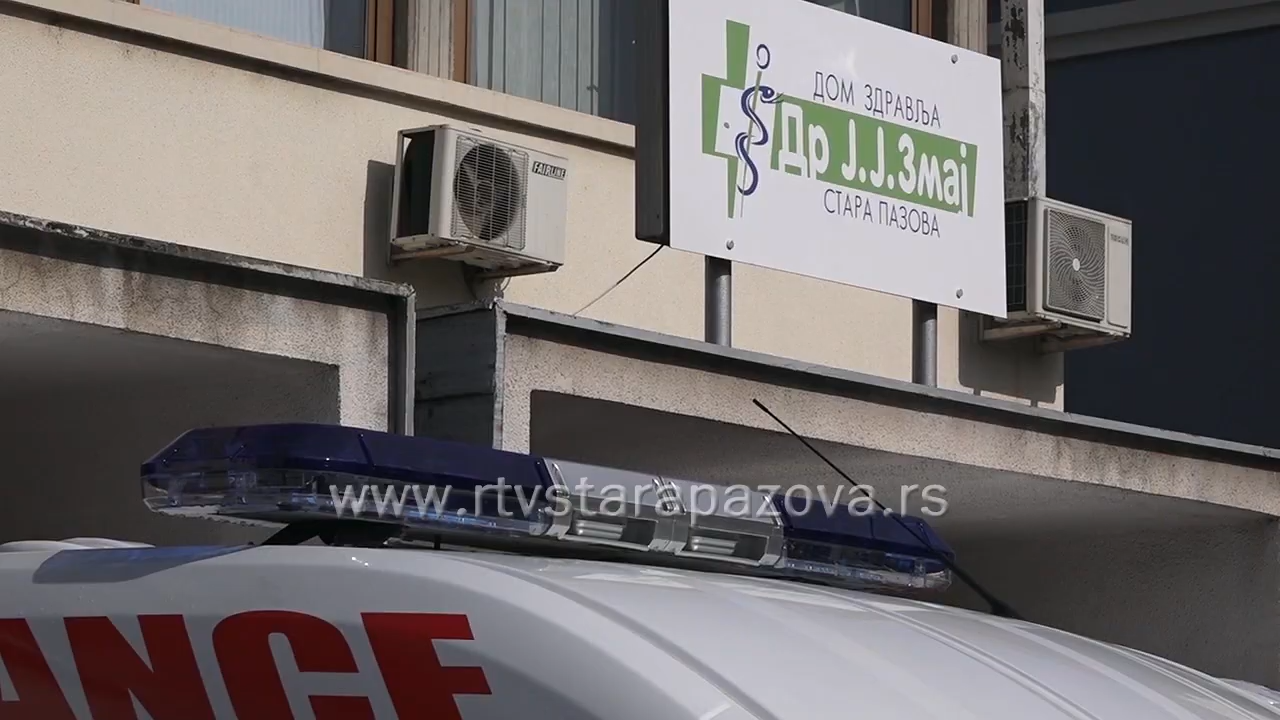 ДОМ ЗДРАВЉА
Др Ј.Ј.Змај
СТАРА ПАЗОВА
FAIRLINE
www.rtvstarapazova.rs
ANCE